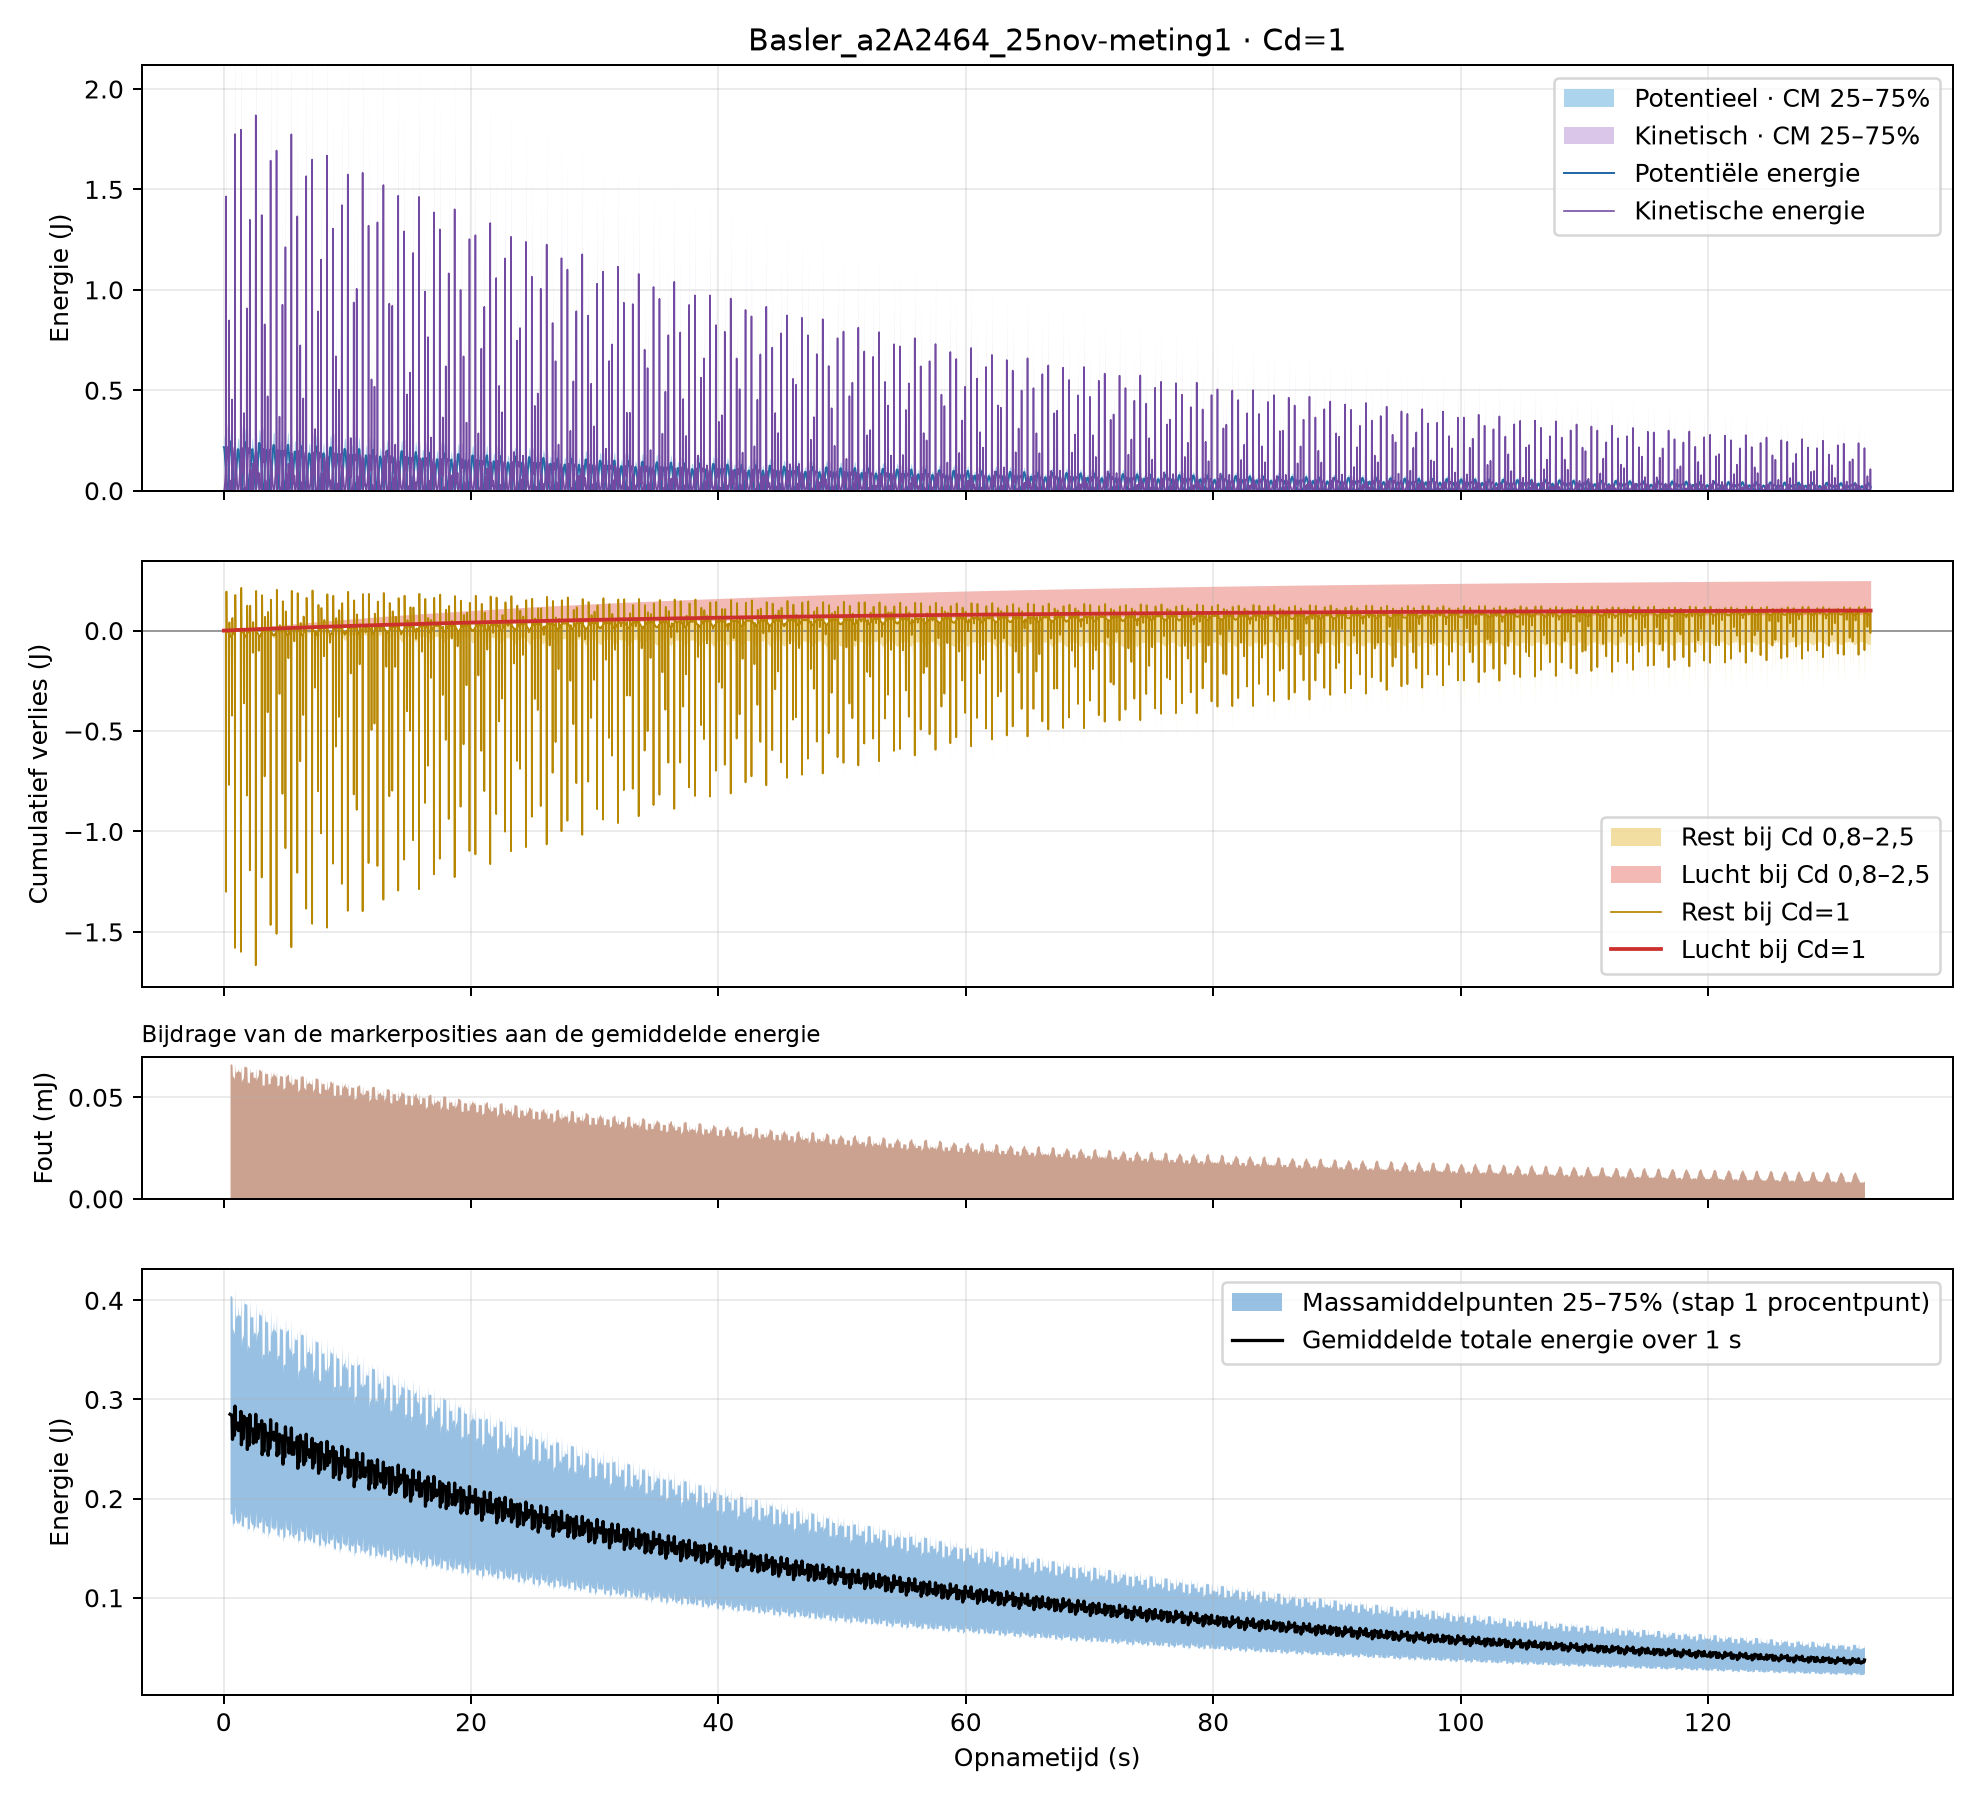 Basler_a2A2464_25nov-meting1 · Cd=1
Energie (J)
2.0
1.5
1.0
0.5
0.0
Potentieel · CM 25–75%
Kinetisch · CM 25–75%
Potentiële energie
Kinetische energie
Cumulatief verlies (J)
0.0
−0.5
−1.0
−1.5
Rest bij Cd 0,8–2,5
Lucht bij Cd 0,8–2,5
Rest bij Cd=1
Lucht bij Cd=1
Bijdrage van de markerposities aan de gemiddelde energie
Fout (mJ)
0.05
0.00
Energie (J)
0.4
0.3
0.2
0.1
Massamiddelpunten 25–75% (stap 1 procentpunt)
Gemiddelde totale energie over 1 s
0 20 40 60 80 100 120
Opnametijd (s)